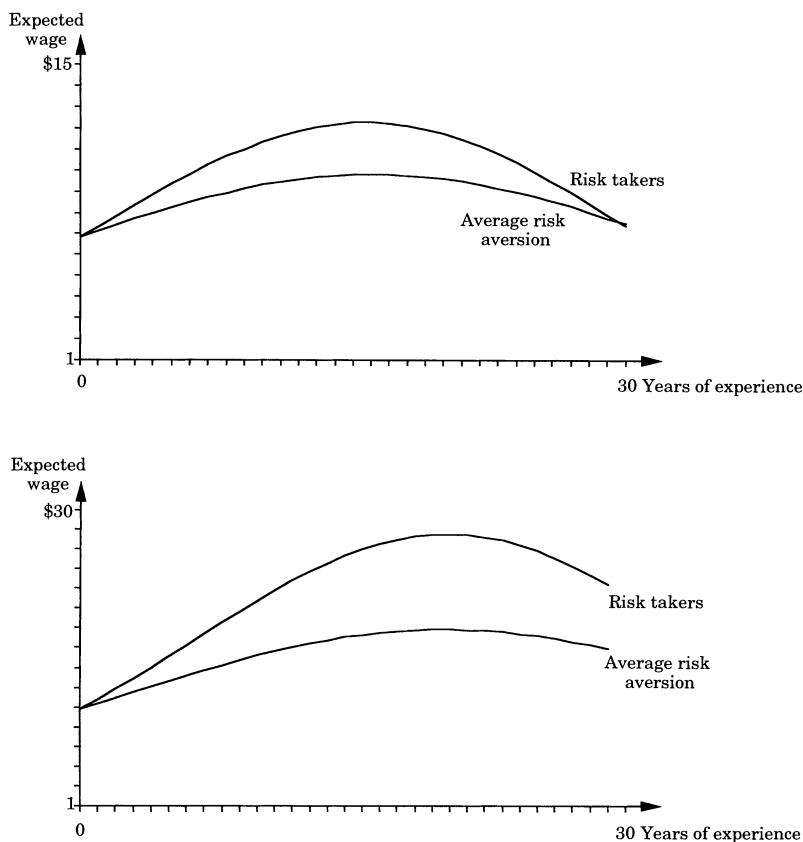 Expected
wage
$15
Risk takers
Average risk
aversion
1
0
30 Years of experience
Expected
wage
$30
Risk takers
Average risk
aversion
1
0
30 Years of experience